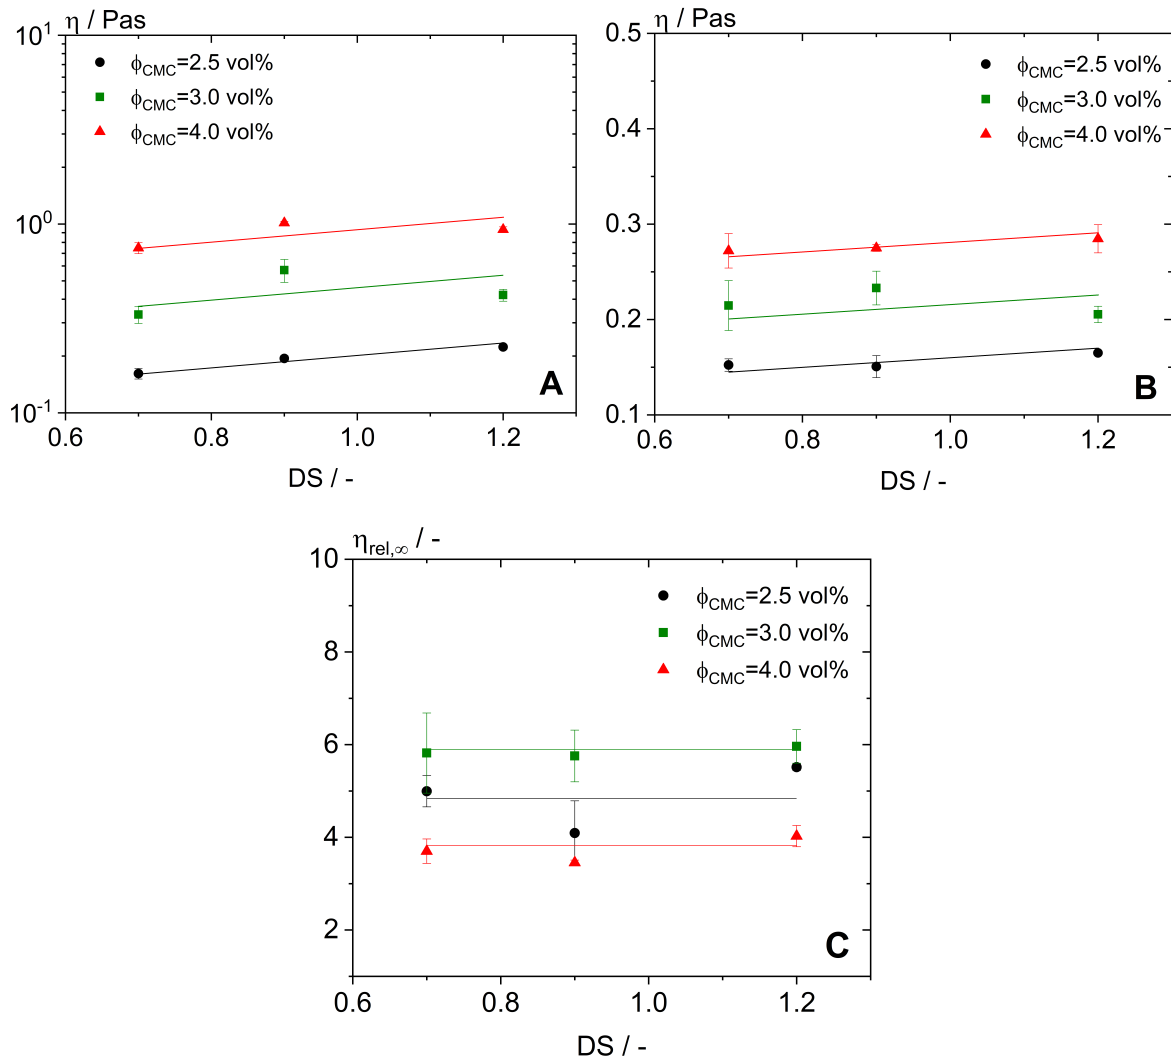 η / Pas
10¹
ϕCMC=2.5 vol%
ϕCMC=3.0 vol%
ϕCMC=4.0 vol%
10⁰
10⁻¹
A
0.6 0.8 1.0 1.2
DS / -
η / Pas
0.5
ϕCMC=2.5 vol%
ϕCMC=3.0 vol%
ϕCMC=4.0 vol%
0.4
0.3
0.2
0.1
B
0.6 0.8 1.0 1.2
DS / -
ηrel,∞ / -
10
ϕCMC=2.5 vol%
ϕCMC=3.0 vol%
ϕCMC=4.0 vol%
8
6
4
2
C
0.6 0.8 1.0 1.2
DS / -